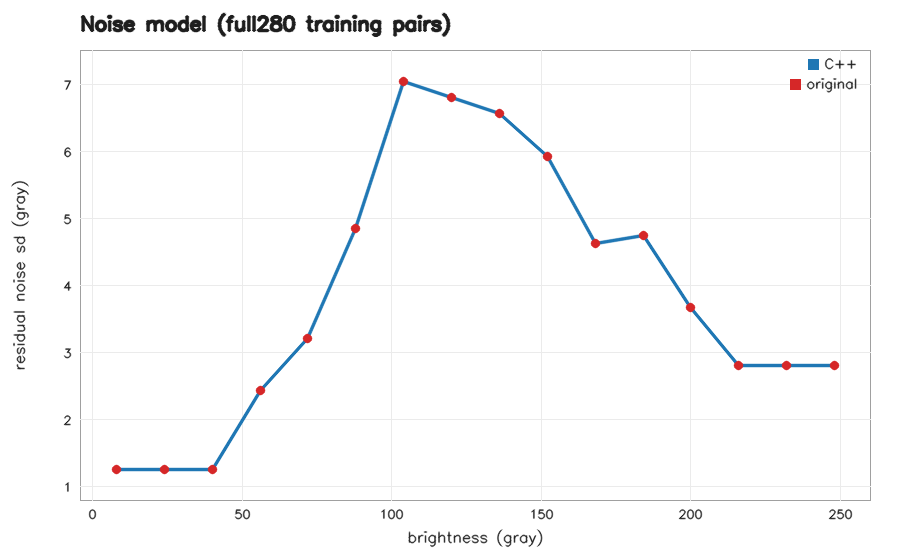 Noise model (full280 training pairs)
C++
original
7
6
5
4
3
2
1
residual noise sd (gray)
0 50 100 150 200 250
brightness (gray)